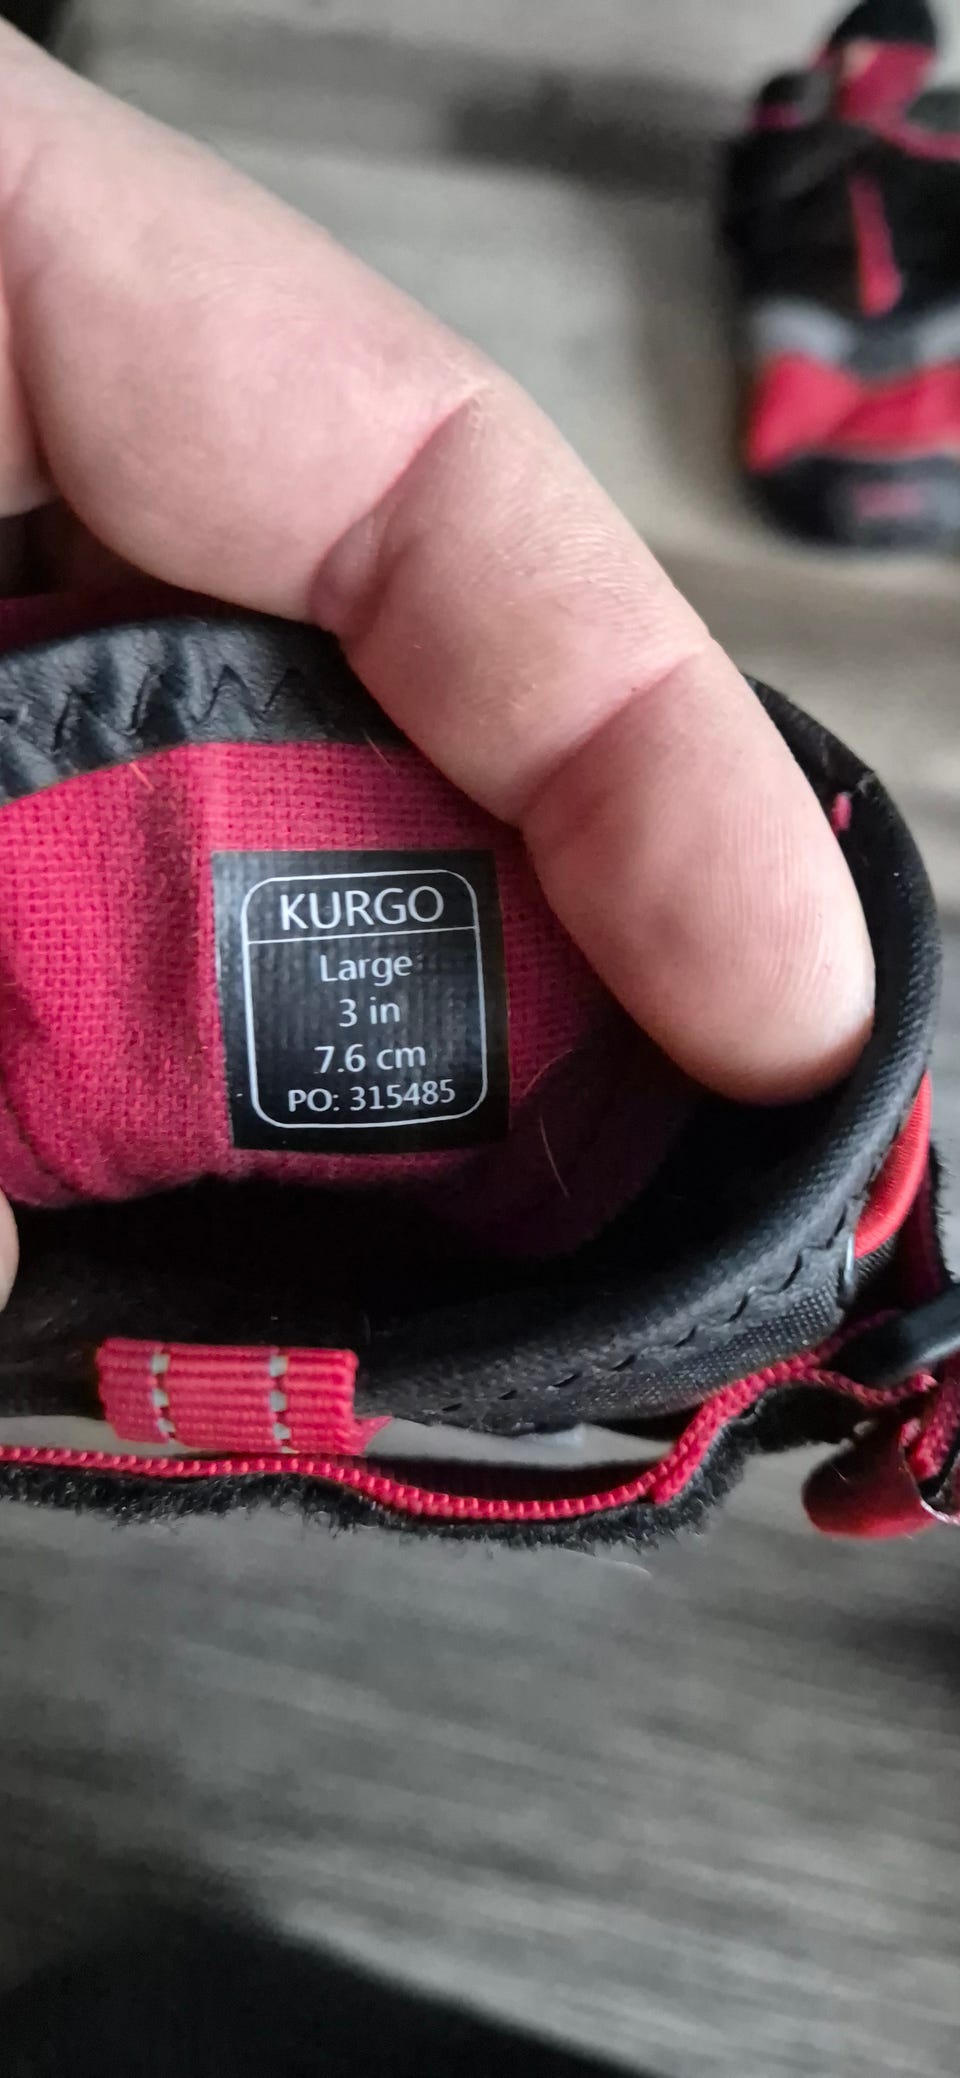 KURGO
Large
3 in
7.6 cm
PO: 315485